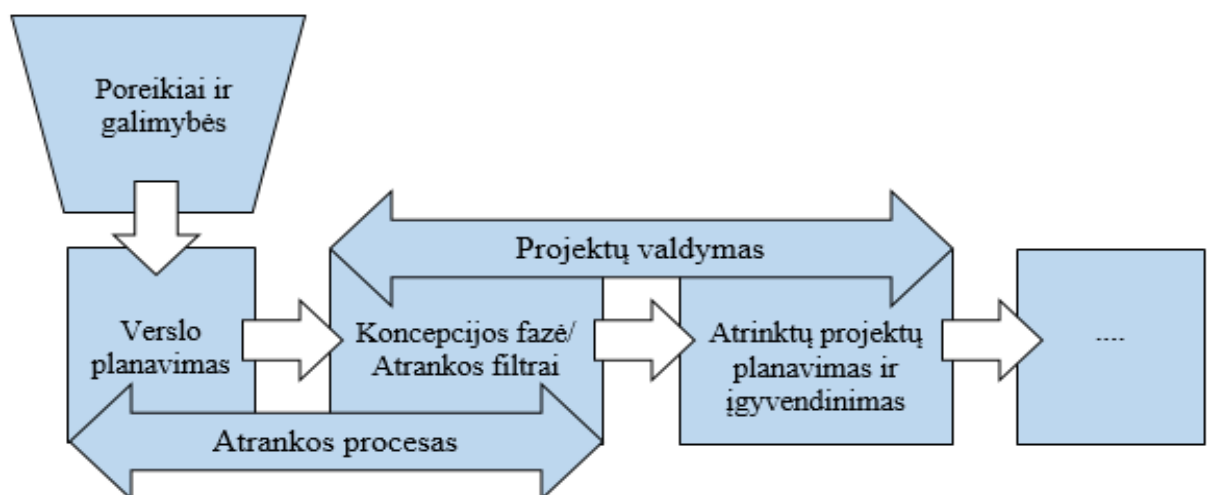 Poreikiai ir
galimybės
Projektų valdymas
Verslo
planavimas
Koncepcijos fazė/
Atrankos filtrai
Atrinktų projektų
planavimas ir
įgyvendinimas
....
Atrankos procesas